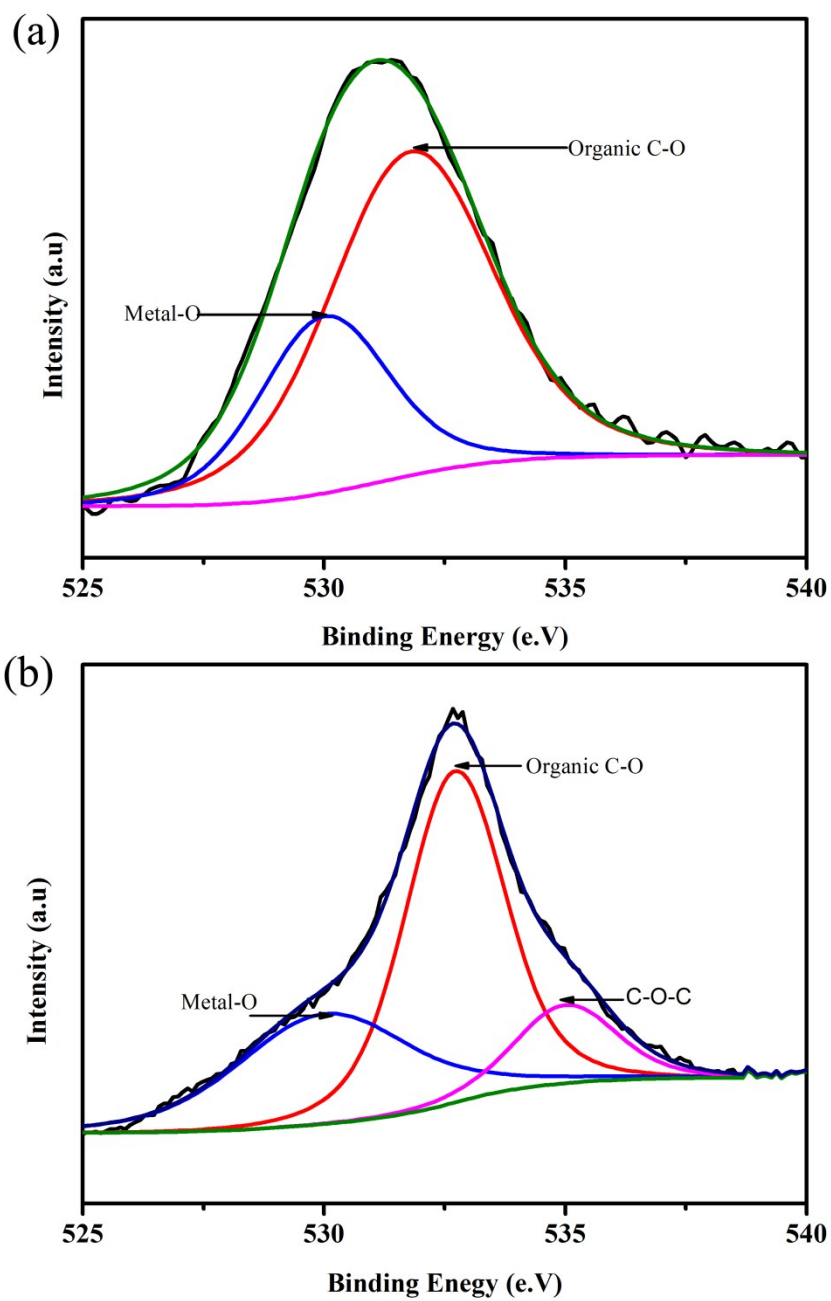 (a)
Organic C-O
Metal-O
Intensity (a.u)
525 530 535 540
Binding Energy (e.V)
(b)
Organic C-O
C-O-C
Metal-O
Intensity (a.u)
525 530 535 540
Binding Enegy (e.V)